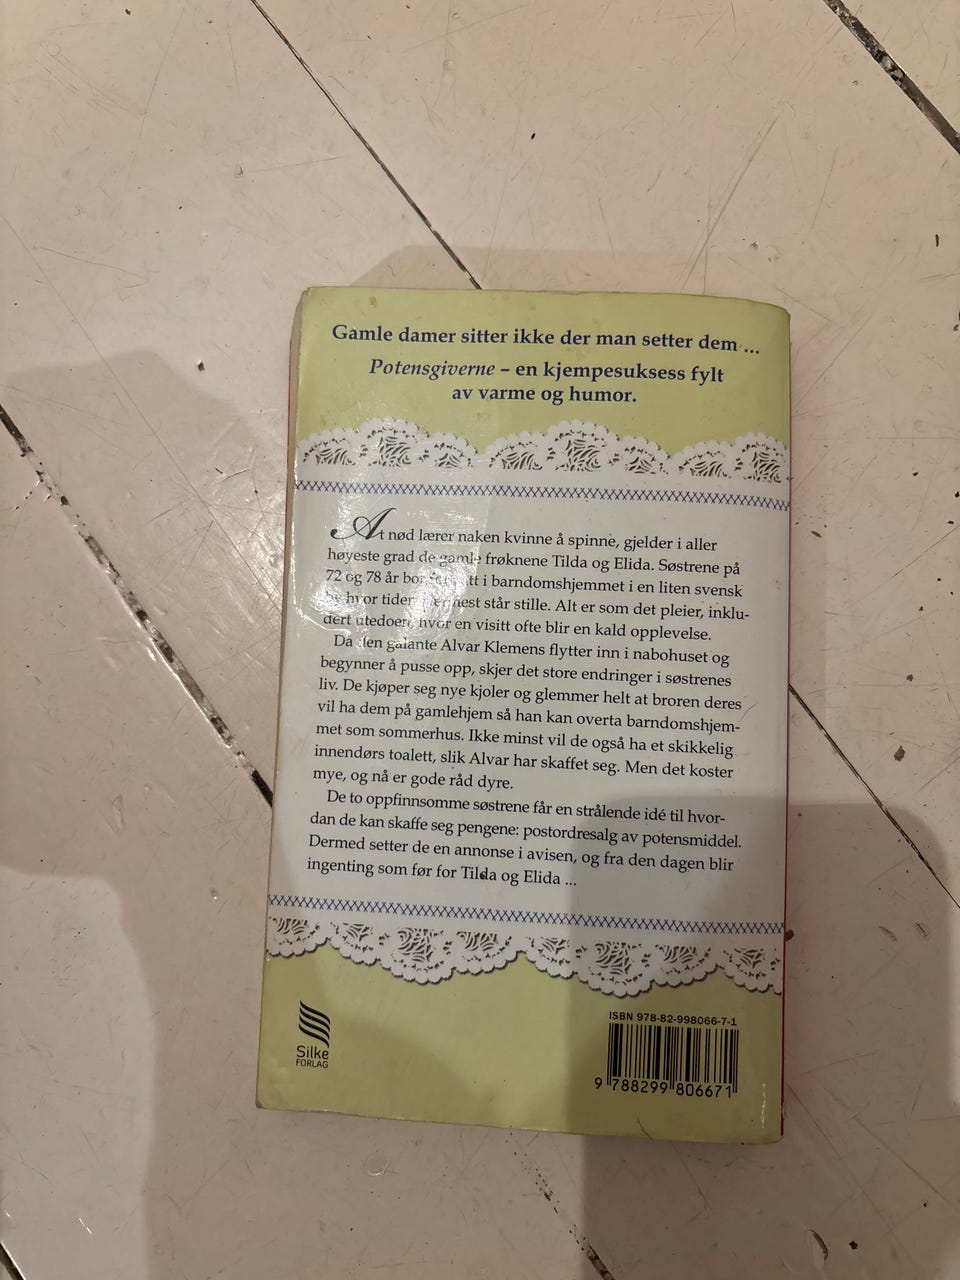 Gamle damer sitter ikke der man setter dem ...
Potensgiverne – en kjempesuksess fylt
av varme og humor.
At nød lærer naken kvinne å spinne, gjelder i aller
høyeste grad de gamle frøknene Tilda og Elida. Søstrene på
72 og 78 år bor i barndomshjemmet i en liten svensk
hvor tiden nærmest står stille. Alt er som det pleier, inklu-
dert utedoen, hvor en visitt ofte blir en kald opplevelse.
Da den galante Alvar Klemens flytter inn i nabohuset og
begynner å pusse opp, skjer det store endringer i søstrenes
liv. De kjøper seg nye kjoler og glemmer helt at broren deres
vil ha dem på gamlehjem så han kan overta barndomshjem-
met som sommerhus. Ikke minst vil de også ha et skikkelig
innendørs toalett, slik Alvar har skaffet seg. Men det koster
mye, og nå er gode råd dyre.
De to oppfinnsomme søstrene får en strålende idé til hvor-
dan de kan skaffe seg pengene: postordresalg av potensmiddel.
Dermed setter de en annonse i avisen, og fra den dagen blir
ingenting som før for Tilda og Elida ...
Silke
FORLAG
ISBN 978-82-998066-7-1
9 788299 806671